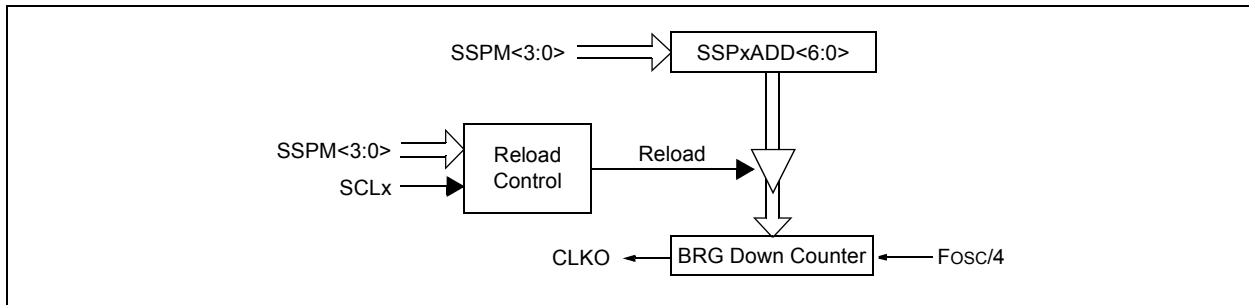 SSPM<3:0>
SSPxADD<6:0>
SSPM<3:0>
SCLx
Reload
Control
Reload
CLKO
BRG Down Counter
FOSC/4